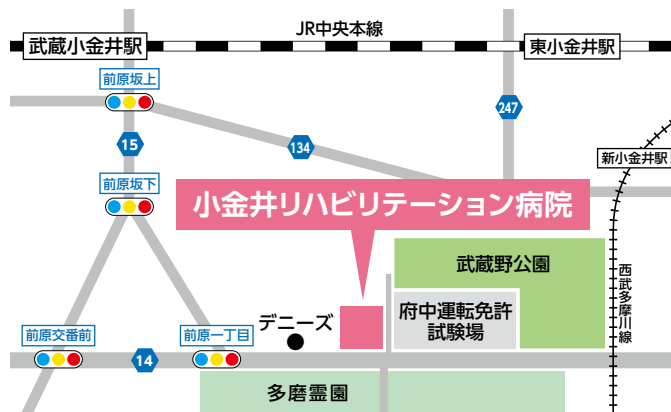 JR中央本線
武蔵小金井駅
東小金井駅
前原坂上
247
15
134
新小金井駅
前原坂下
小金井リハビリテーション病院
武蔵野公園
西武多摩川線
府中運転免許
試験場
デニーズ
前原交番前
前原一丁目
14
多磨霊園